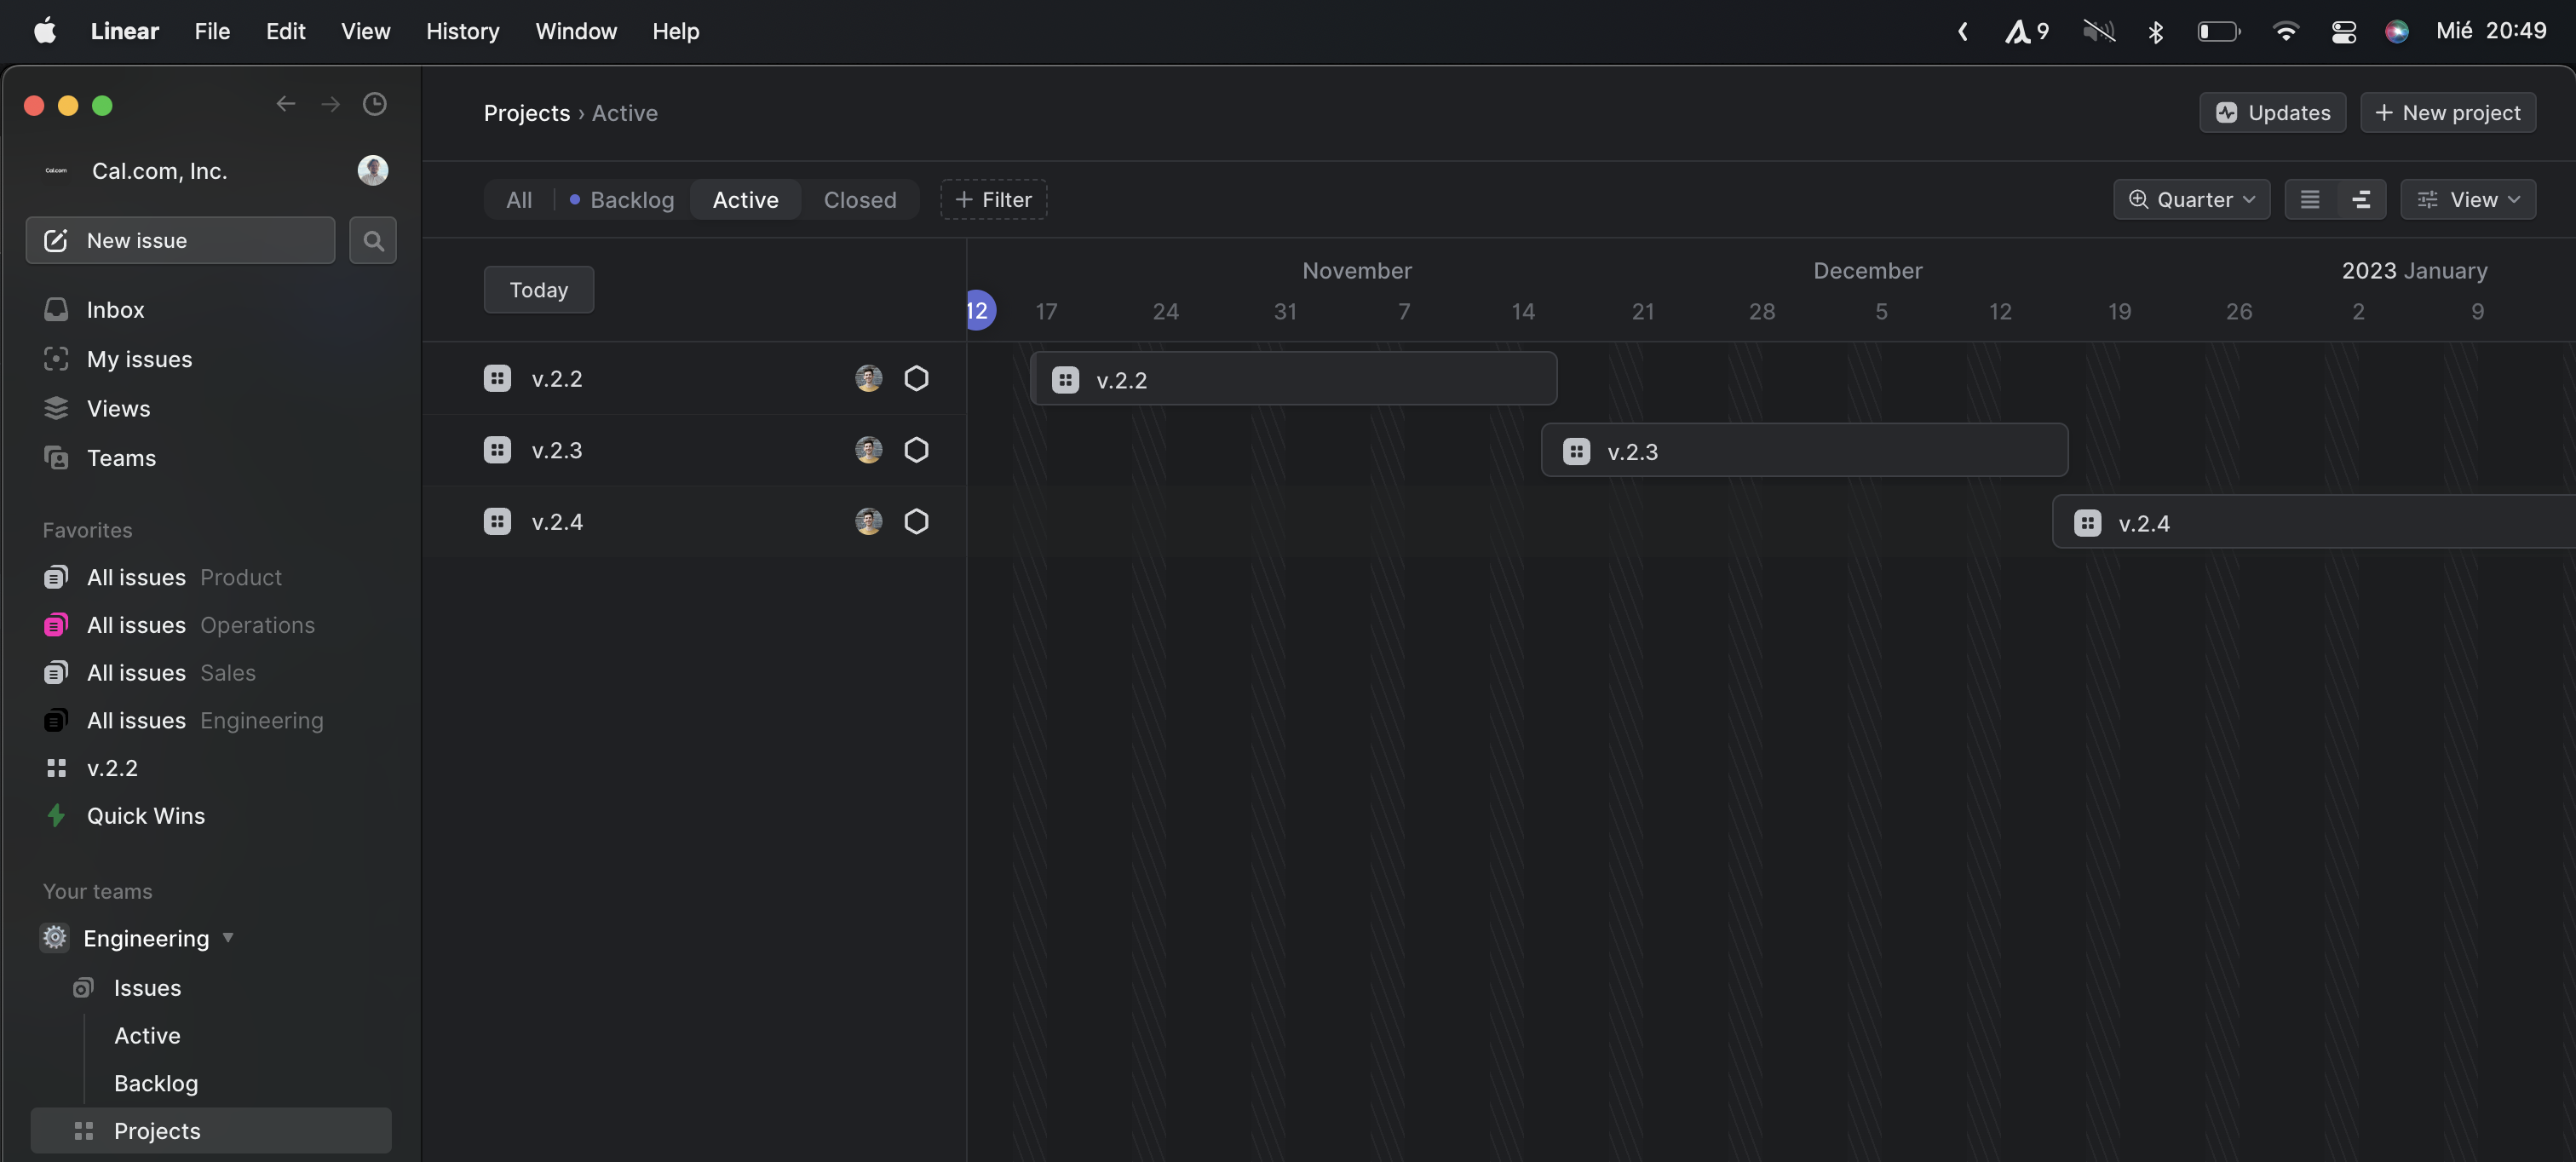 Linear File Edit View History Window Help 9 Mié 20:49
Projects › Active Updates + New project
Cal.com Cal.com, Inc.
New issue
Inbox
My issues
Views
Teams
Favorites
All issues Product
All issues Operations
All issues Sales
All issues Engineering
v.2.2
Quick Wins
Your teams
Engineering
Issues
Active
Backlog
Projects
All Backlog Active Closed + Filter Quarter View
Today
November December 2023 January
12 17 24 31 7 14 21 28 5 12 19 26 2 9
v.2.2 v.2.2
v.2.3 v.2.3
v.2.4 v.2.4